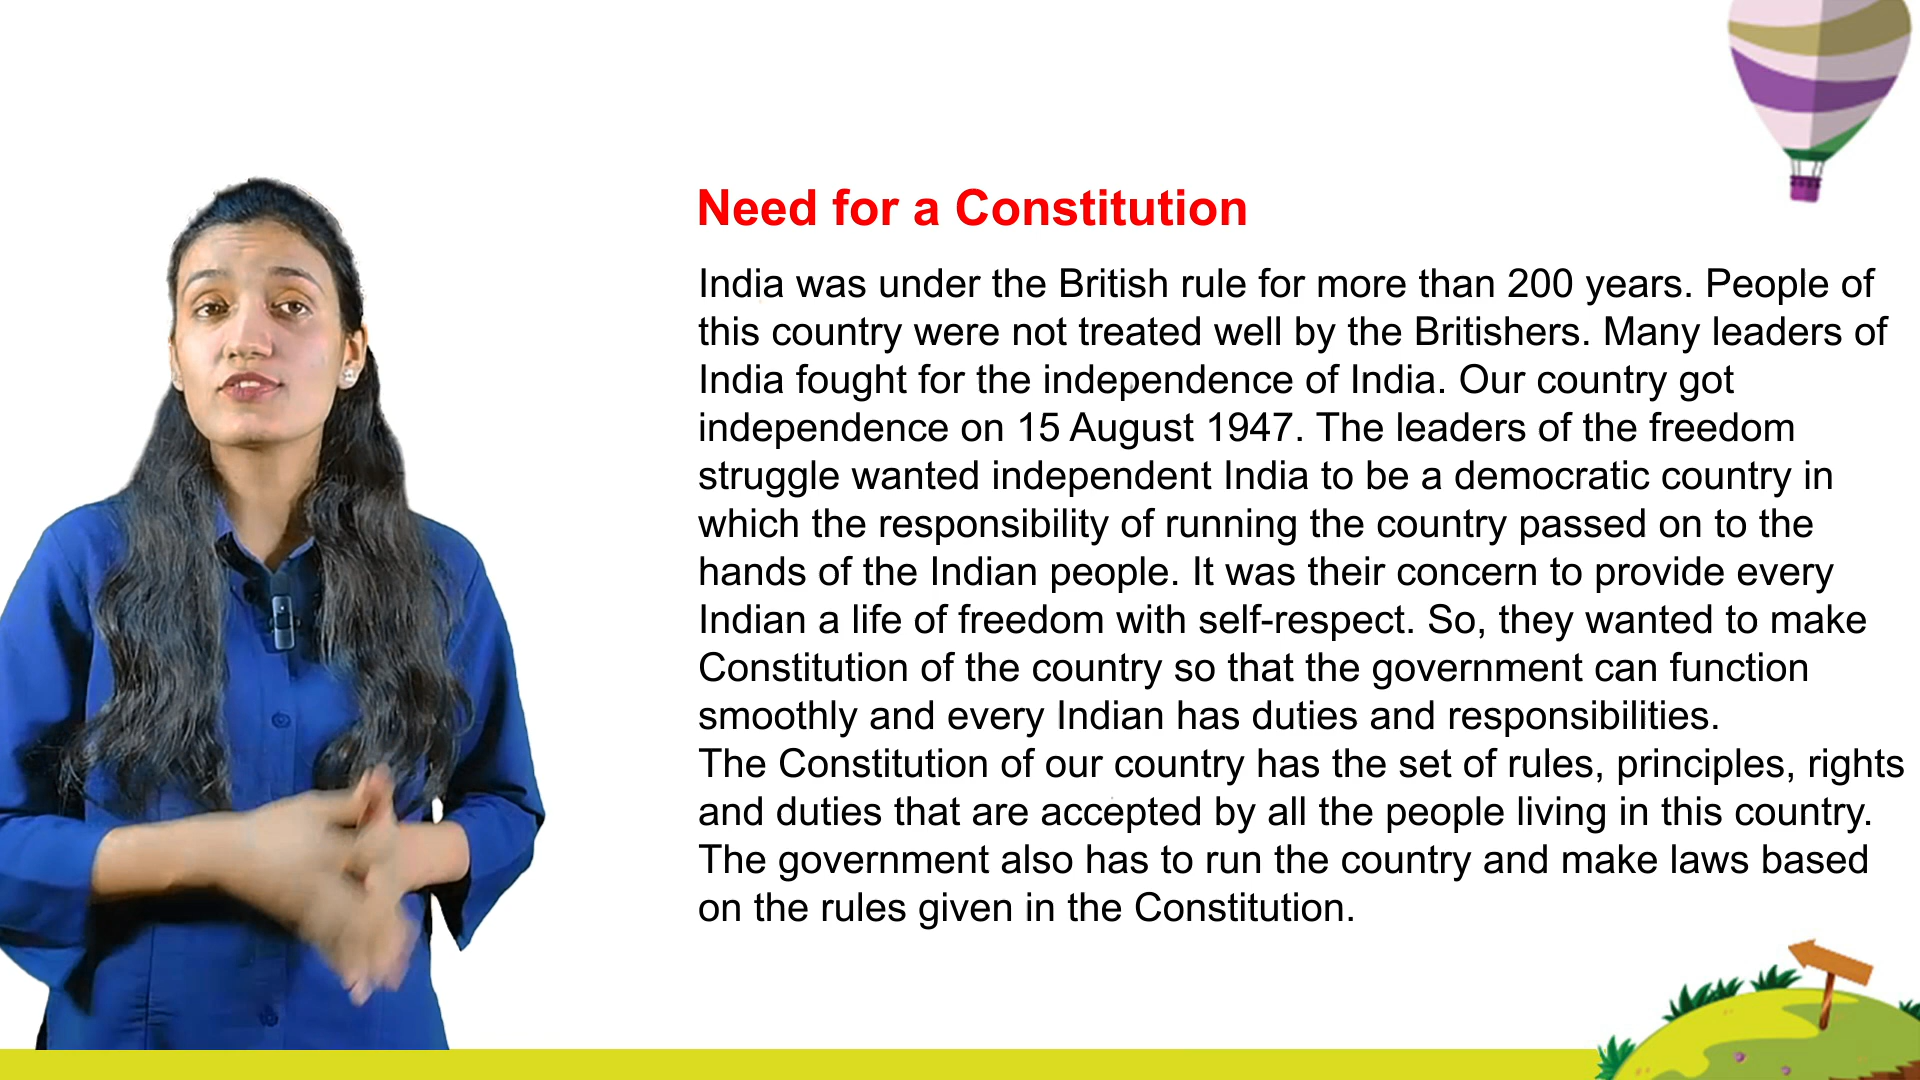 Need for a Constitution
India was under the British rule for more than 200 years. People of
this country were not treated well by the Britishers. Many leaders of
India fought for the independence of India. Our country got
independence on 15 August 1947. The leaders of the freedom
struggle wanted independent India to be a democratic country in
which the responsibility of running the country passed on to the
hands of the Indian people. It was their concern to provide every
Indian a life of freedom with self-respect. So, they wanted to make
Constitution of the country so that the government can function
smoothly and every Indian has duties and responsibilities.
The Constitution of our country has the set of rules, principles, rights
and duties that are accepted by all the people living in this country.
The government also has to run the country and make laws based
on the rules given in the Constitution.